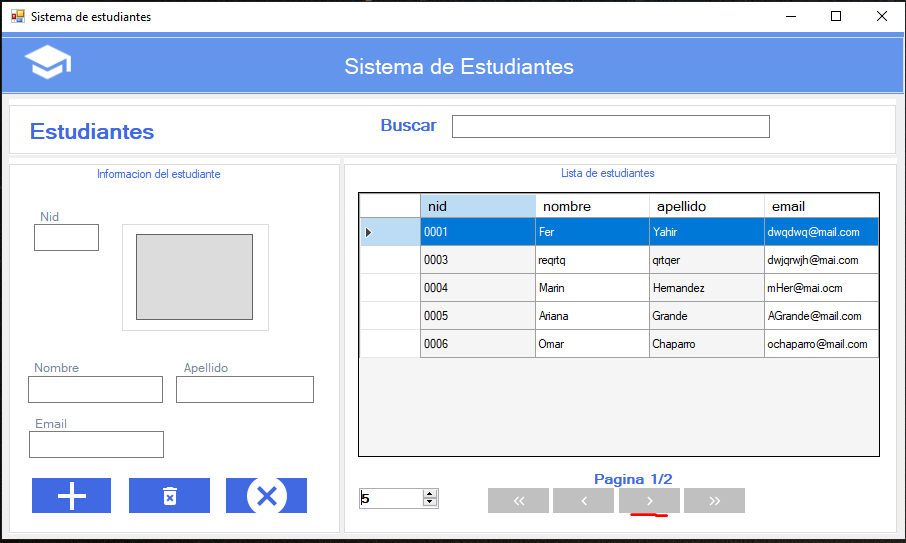 Sistema de estudiantes
Sistema de Estudiantes
Estudiantes
Buscar
Informacion del estudiante
Nid
Nombre
Apellido
Email
Lista de estudiantes
nid nombre apellido email
0001 Fer Yahir dwqdwq@mail.com
0003 reqrtq qrtqer dwjqrwjh@mai.com
0004 Marin Hernandez mHer@mai.ocm
0005 Ariana Grande AGrande@mail.com
0006 Omar Chaparro ochaparro@mail.com
Pagina 1/2
5